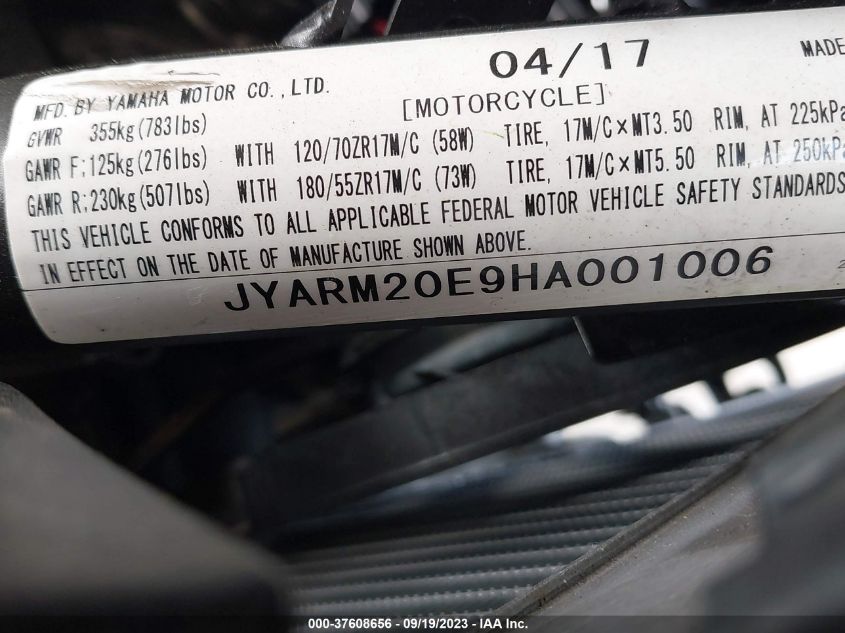 04/17
MADE
MFD. BY YAMAHA MOTOR CO.,LTD.
[MOTORCYCLE]
GVWR 355kg(783lbs)
GAWR F:125kg(276lbs) WITH 120/70ZR17M/C (58W) TIRE, 17M/C×MT3.50 RIM, AT 225kPa
GAWR R:230kg(507lbs) WITH 180/55ZR17M/C (73W) TIRE, 17M/C×MT5.50 RIM, AT 250kPa
THIS VEHICLE CONFORMS TO ALL APPLICABLE FEDERAL MOTOR VEHICLE SAFETY STANDARDS
IN EFFECT ON THE DATE OF MANUFACTURE SHOWN ABOVE.
JYARM20E9HA001006
000-37608656 - 09/19/2023 - IAA Inc.